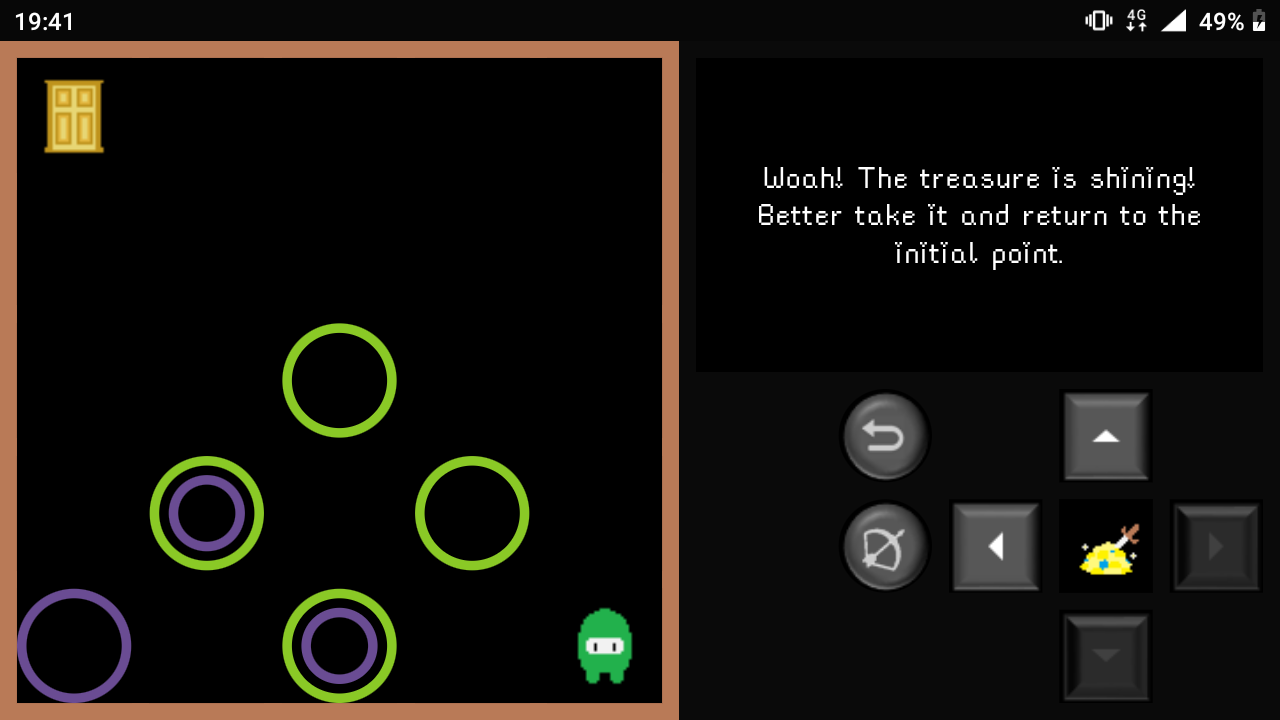 19:41
4G
49%
Woah! The treasure is shining!
Better take it and return to the
initial point.